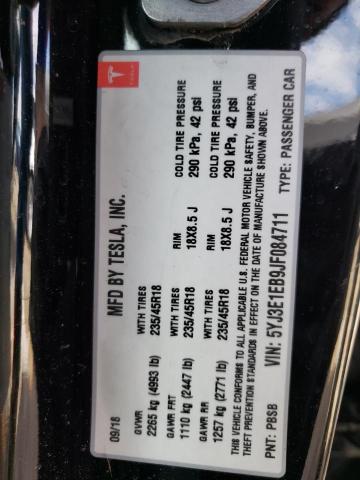 TESLA
09/18 MFD BY TESLA, INC.
GVWR WITH TIRES
2265 kg (4993 lb) 235/45R18
GAWR FRT WITH TIRES RIM COLD TIRE PRESSURE
1110 kg (2447 lb) 235/45R18 18X8.5 J 290 kPa, 42 psi
GAWR RR WITH TIRES RIM COLD TIRE PRESSURE
1257 kg (2771 lb) 235/45R18 18X8.5 J 290 kPa, 42 psi
THIS VEHICLE CONFORMS TO ALL APPLICABLE U.S. FEDERAL MOTOR VEHICLE SAFETY, BUMPER, AND
THEFT PREVENTION STANDARDS IN EFFECT ON THE DATE OF MANUFACTURE SHOWN ABOVE.
PNT: PBSB VIN: 5YJ3E1EB9JF084711 TYPE: PASSENGER CAR